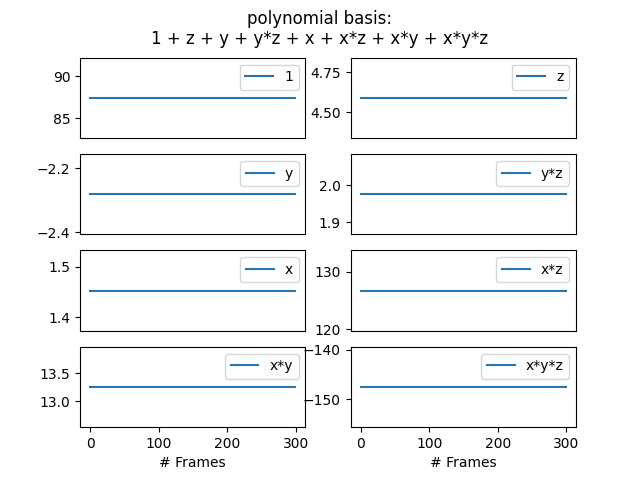 polynomial basis:
1 + z + y + y*z + x + x*z + x*y + x*y*z
90
85
1
4.75
4.50
z
−2.2
−2.4
y
2.0
1.9
y*z
1.5
1.4
x
130
120
x*z
13.5
13.0
x*y
−140
−150
x*y*z
0 100 200 300
# Frames
0 100 200 300
# Frames